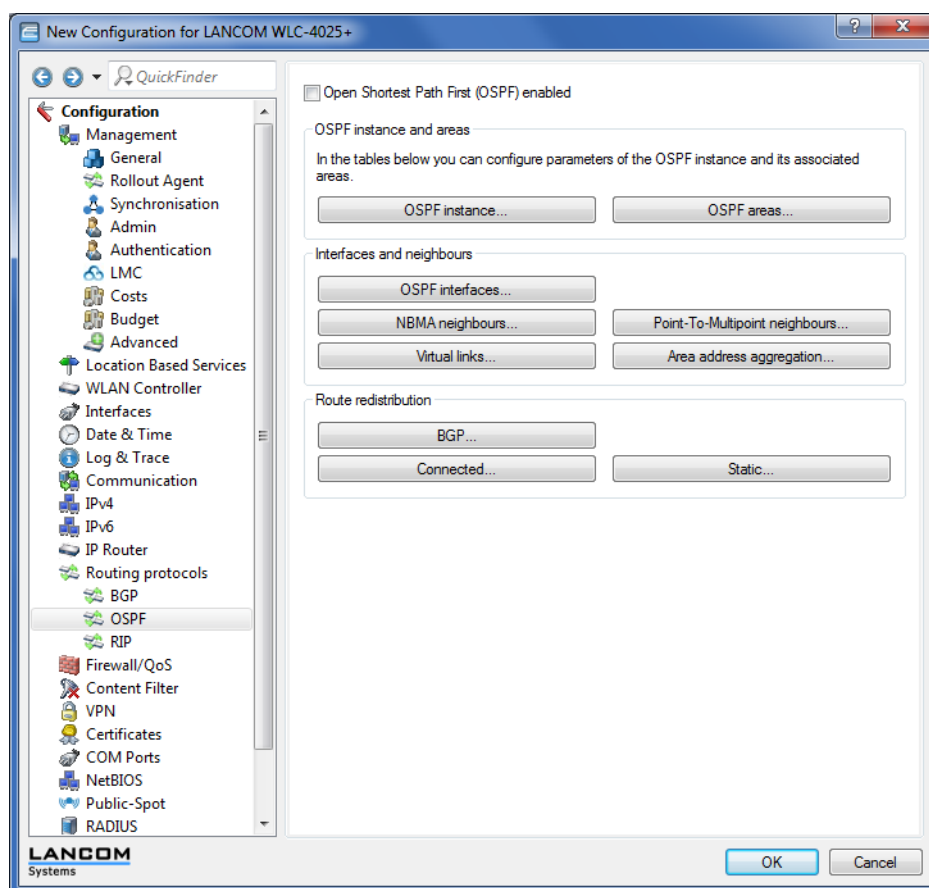 New Configuration for LANCOM WLC-4025+
QuickFinder
Configuration
Management
General
Rollout Agent
Synchronisation
Admin
Authentication
LMC
Costs
Budget
Advanced
Location Based Services
WLAN Controller
Interfaces
Date & Time
Log & Trace
Communication
IPv4
IPv6
IP Router
Routing protocols
BGP
OSPF
RIP
Firewall/QoS
Content Filter
VPN
Certificates
COM Ports
NetBIOS
Public-Spot
RADIUS
Open Shortest Path First (OSPF) enabled
OSPF instance and areas
In the tables below you can configure parameters of the OSPF instance and its associated
areas.
OSPF instance...
OSPF areas...
Interfaces and neighbours
OSPF interfaces...
NBMA neighbours...
Point-To-Multipoint neighbours...
Virtual links...
Area address aggregation...
Route redistribution
BGP...
Connected...
Static...
LANCOM
Systems
OK
Cancel